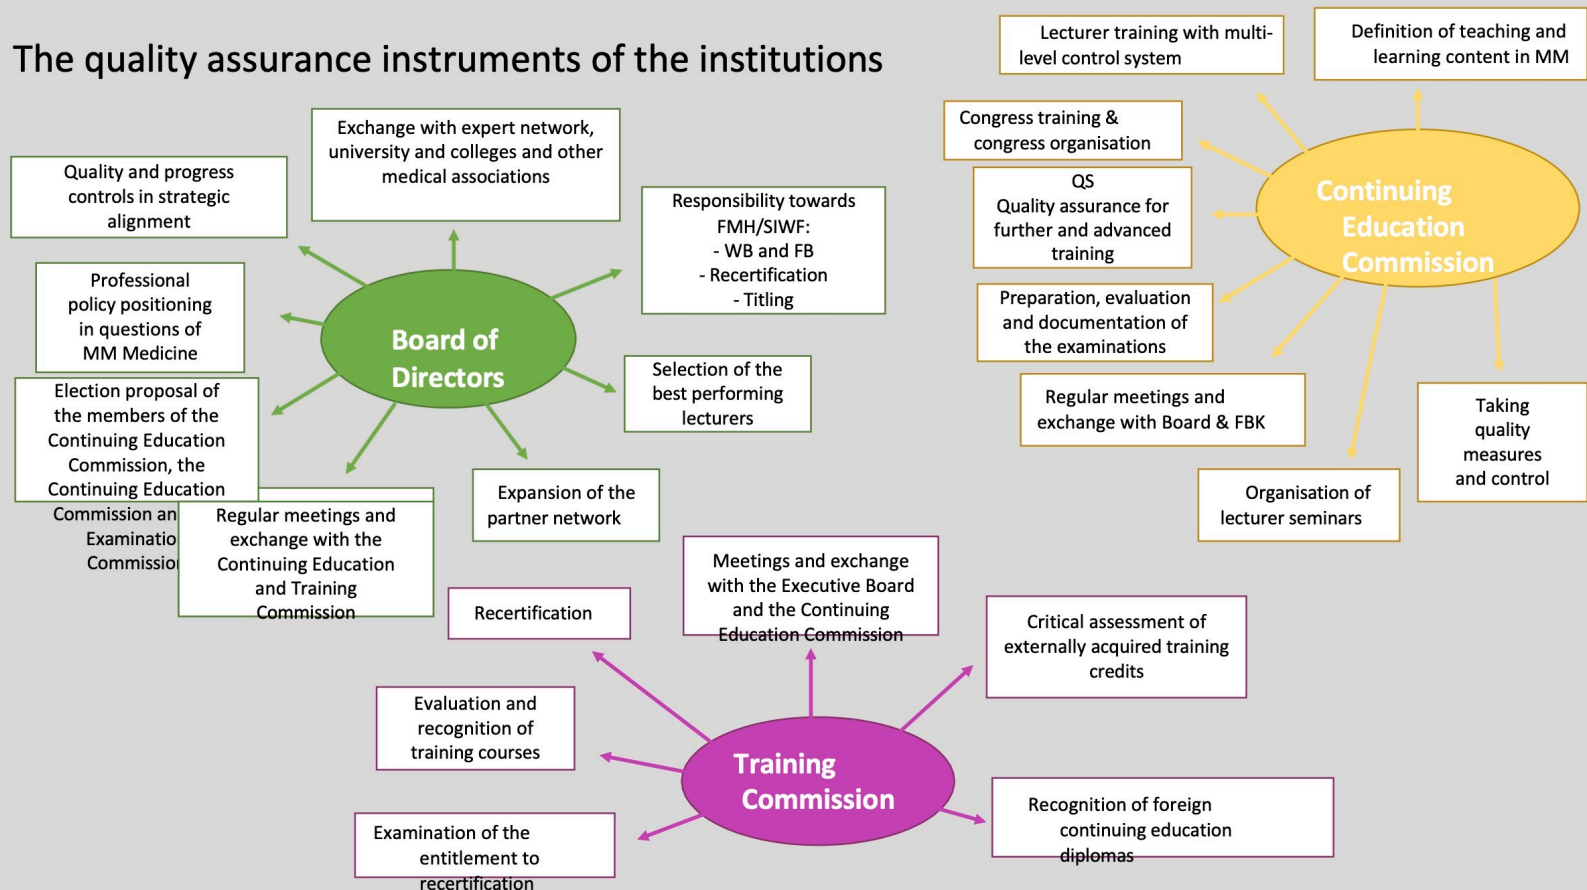 The quality assurance instruments of the institutions
Exchange with expert network,
university and colleges and other
medical associations
Quality and progress
controls in strategic
alignment
Responsibility towards
FMH/SIWF:
- WB and FB
- Recertification
- Titling
Professional
policy positioning
in questions of
MM Medicine
Board of
Directors
Selection of the
best performing
lecturers
Election proposal of
the members of the
Continuing Education
Commission, the
Continuing Education
Commission an
Examinatio
Commissio
Regular meetings and
exchange with the
Continuing Education
and Training
Commission
Expansion of the
partner network
Lecturer training with multi-
level control system
Definition of teaching and
learning content in MM
Congress training &
congress organisation
QS
Quality assurance for
further and advanced
training
Continuing
Education
Commission
Preparation, evaluation
and documentation of
the examinations
Regular meetings and
exchange with Board & FBK
Taking
quality
measures
and control
Organisation of
lecturer seminars
Meetings and exchange
with the Executive Board
and the Continuing
Education Commission
Recertification
Critical assessment of
externally acquired training
credits
Evaluation and
recognition of
training courses
Training
Commission
Examination of the
entitlement to
recertification
Recognition of foreign
continuing education
diplomas